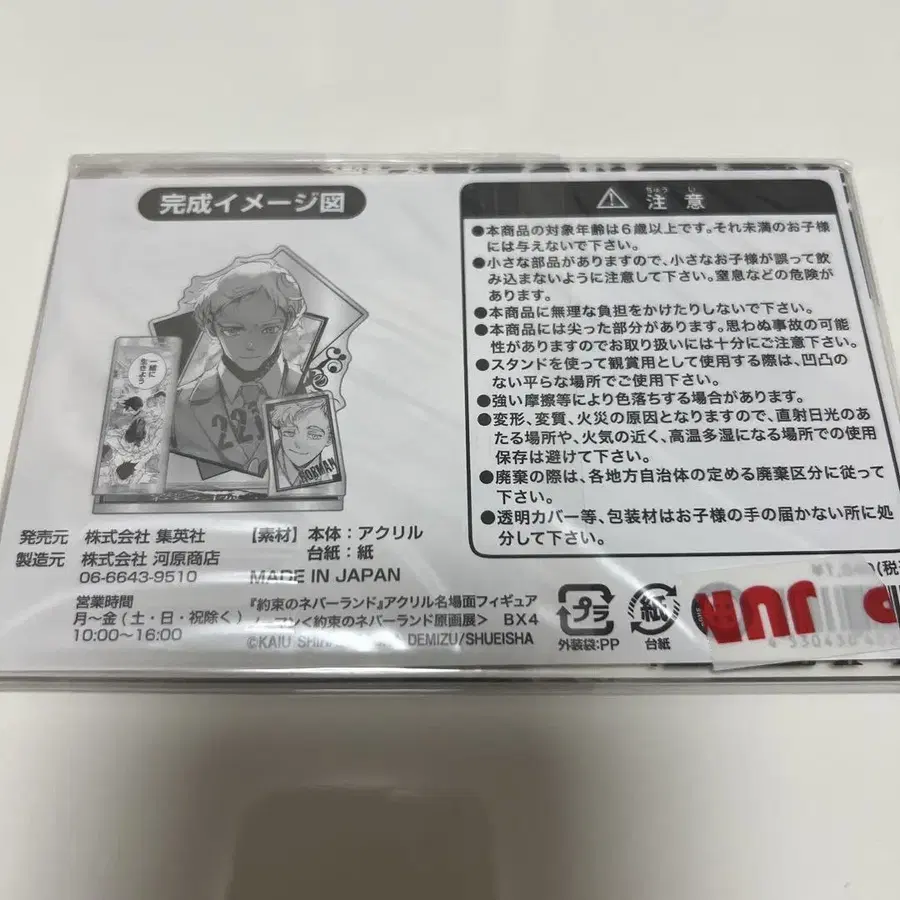 完成イメージ図
一緒に
生きよう
223
NORMAN
発売元 株式会社 集英社
製造元 株式会社 河原商店
06-6643-9510
営業時間
月〜金(土・日・祝除く)
10:00〜16:00
【素材】本体:アクリル
台紙:紙
MADE IN JAPAN
『約束のネバーランド』アクリル名場面フィギュア
ノーマン<約束のネバーランド原画展> BX4
©KAIU DEMIZU/SHUEISHA
ちゅう い
注意
●本商品の対象年齢は6歳以上です。それ未満のお子様
には与えないで下さい。
●小さな部品がありますので、小さなお子様が誤って飲
み込まないように注意して下さい。窒息などの危険が
あります。
●本商品に無理な負担をかけたりしないで下さい。
●本商品には尖った部分があります。思わぬ事故の可能
性がありますのでお取り扱いには十分にご注意下さい。
●スタンドを使って観賞用として使用する際は、凹凸の
ない平らな場所でご使用下さい。
●強い摩擦等により色落ちする場合があります。
●変形、変質、火災の原因となりますので、直射日光のあ
たる場所や、火気の近く、高温多湿になる場所での使用
保存は避けて下さい。
●廃棄の際は、各地方自治体の定める廃棄区分に従って
下さい。
●透明カバー等、包装材はお子様の手の届かない所に処
分して下さい。
プラ
外装袋:PP
紙
台紙
JUN